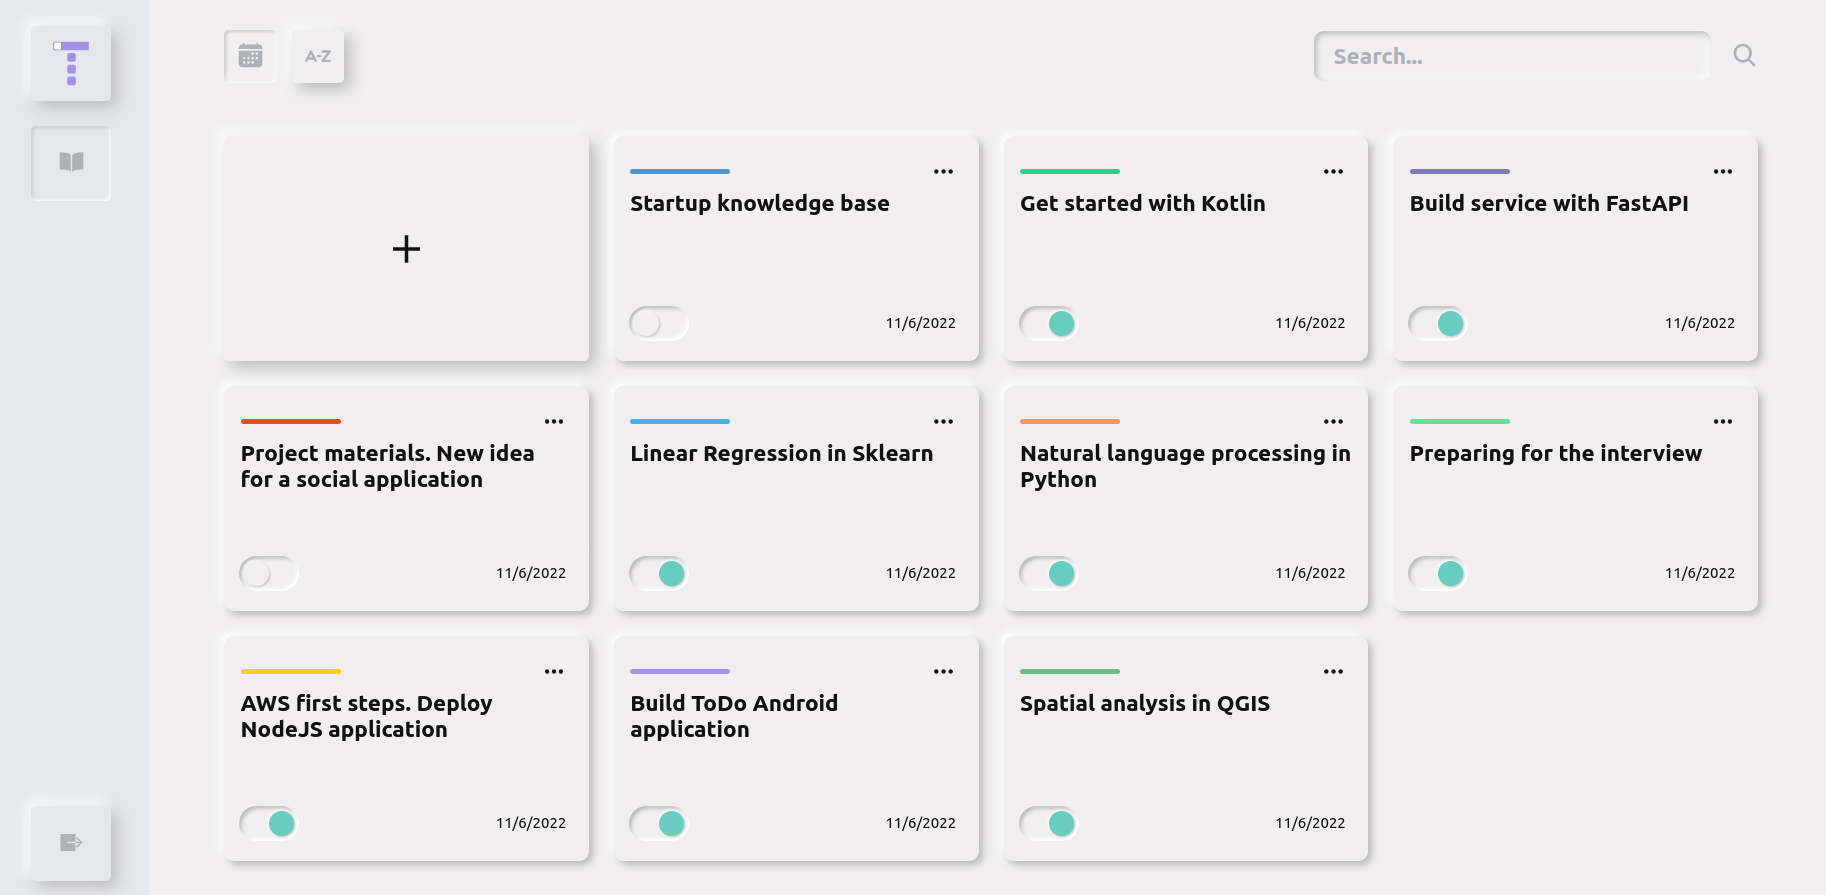 A-Z
Search...
Startup knowledge base
11/6/2022
Get started with Kotlin
11/6/2022
Build service with FastAPI
11/6/2022
Project materials. New idea
for a social application
11/6/2022
Linear Regression in Sklearn
11/6/2022
Natural language processing in
Python
11/6/2022
Preparing for the interview
11/6/2022
AWS first steps. Deploy
NodeJS application
11/6/2022
Build ToDo Android
application
11/6/2022
Spatial analysis in QGIS
11/6/2022